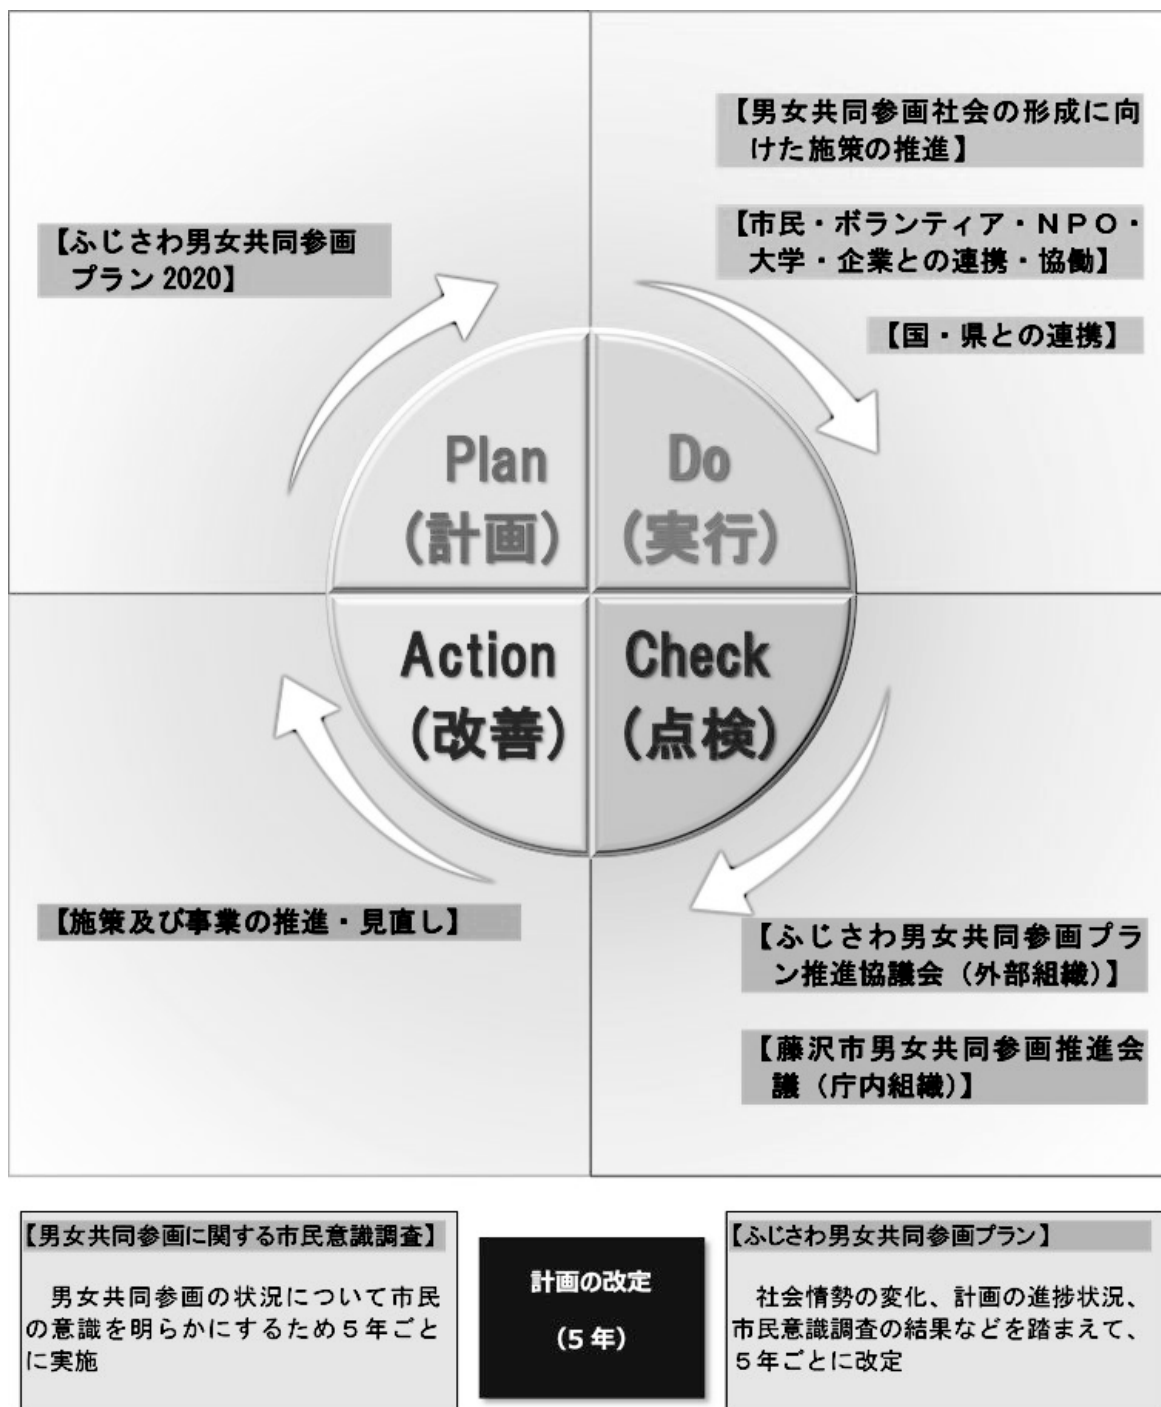 【ふじさわ男女共同参画
プラン 2020】
【男女共同参画社会の形成に向
けた施策の推進】
【市民・ボランティア・ＮＰＯ・
大学・企業との連携・協働】
【国・県との連携】
Plan
(計画)
Do
(実行)
Action
(改善)
Check
(点検)
【施策及び事業の推進・見直し】
【ふじさわ男女共同参画プラ
ン推進協議会（外部組織）】
【藤沢市男女共同参画推進会
議（庁内組織）】
【男女共同参画に関する市民意識調査】
男女共同参画の状況について市民
の意識を明らかにするため５年ごと
に実施
計画の改定
（5 年）
【ふじさわ男女共同参画プラン】
社会情勢の変化、計画の進捗状況、
市民意識調査の結果などを踏まえて、
５年ごとに改定